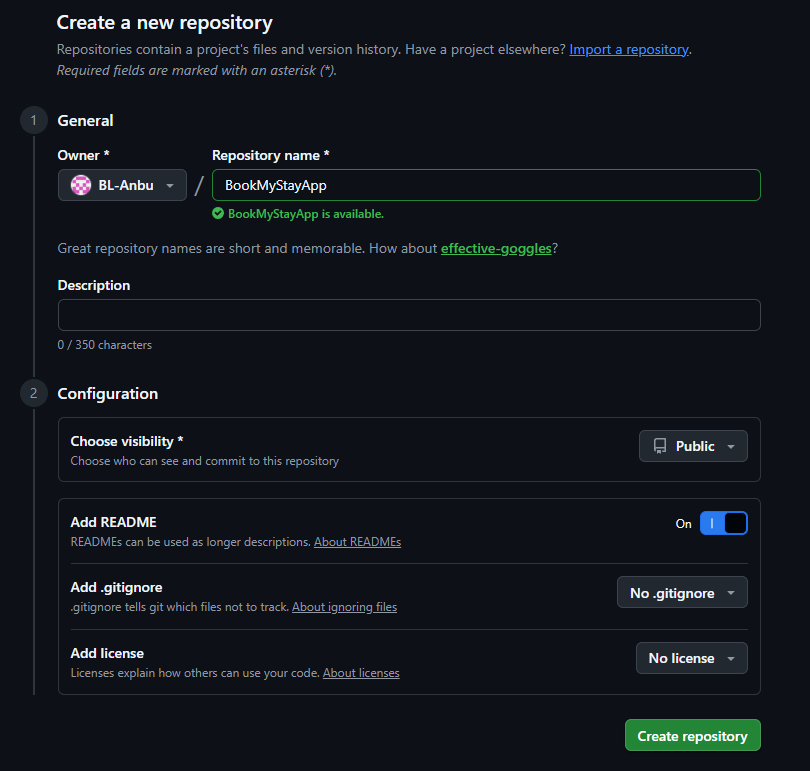 Create a new repository
Repositories contain a project's files and version history. Have a project elsewhere? Import a repository.
Required fields are marked with an asterisk (*).
1 General
Owner * Repository name *
BL-Anbu / BookMyStayApp
BookMyStayApp is available.
Great repository names are short and memorable. How about effective-goggles?
Description
0 / 350 characters
2 Configuration
Choose visibility *
Choose who can see and commit to this repository
Public
Add README
READMEs can be used as longer descriptions. About READMEs
On
Add .gitignore
.gitignore tells git which files not to track. About ignoring files
No .gitignore
Add license
Licenses explain how others can use your code. About licenses
No license
Create repository